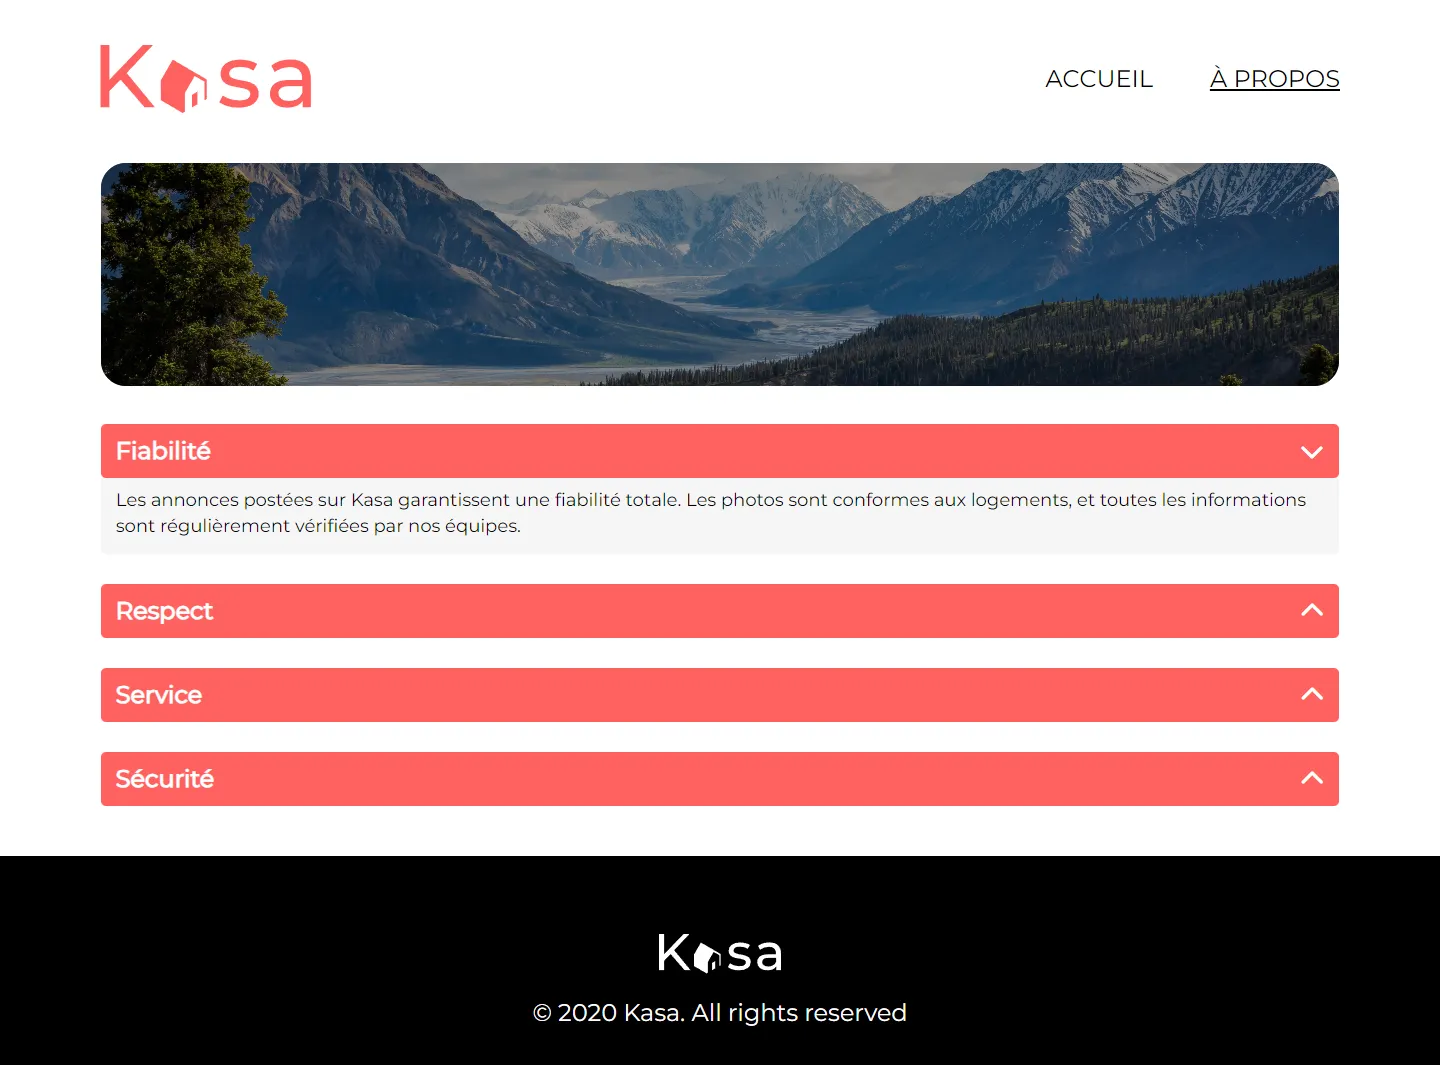 Kasa
ACCUEIL
À PROPOS
Fiabilité
Les annonces postées sur Kasa garantissent une fiabilité totale. Les photos sont conformes aux logements, et toutes les informations
sont régulièrement vérifiées par nos équipes.
Respect
Service
Sécurité
Kasa
© 2020 Kasa. All rights reserved